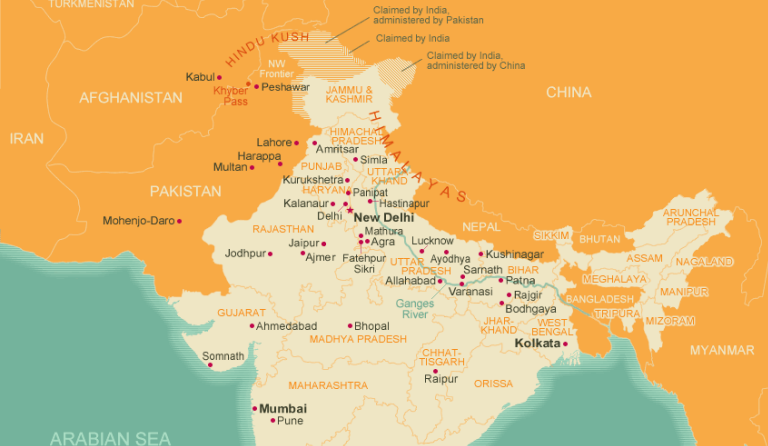 TURKMENISTAN
Claimed by India,
administered by Pakistan
Claimed by India
Claimed by India,
administered by China
HINDU KUSH
NW
Frontier
Kabul
Khyber
Pass
Peshawar
JAMMU &
KASHMIR
AFGHANISTAN
CHINA
HIMALAYAS
IRAN
HIMACHAL
PRADESH
Lahore
Amritsar
Harappa
Simla
Multan
PUNJAB
UTTAR
KHAND
Kurukshetra
PAKISTAN
HARYANA
Panipat
Kalanaur
Hastinapur
Delhi
New Delhi
Mohenjo-Daro
ARUNCHAL
PRADESH
RAJASTHAN
Mathura
NEPAL
SIKKIM
BHUTAN
Jaipur
Agra
Lucknow
Jodhpur
Ajmer
Fatehpur
Sikri
Ayodhya
Kushinagar
ASSAM
NAGALAND
UTTAR
PRADESH
Sarnath
BIHAR
MEGHALAYA
Allahabad
Varanasi
Patna
MANIPUR
Rajgir
BANGLADESH
Ganges
River
Bodhgaya
TRIPURA
GUJARAT
MIZORAM
Ahmedabad
Bhopal
JHAR-
KHAND
WEST
BENGAL
MADHYA PRADESH
Kolkata
MYANMAR
Somnath
CHHAT-
TISGARH
Raipur
MAHARASHTRA
ORISSA
Mumbai
Pune
ARABIAN SEA